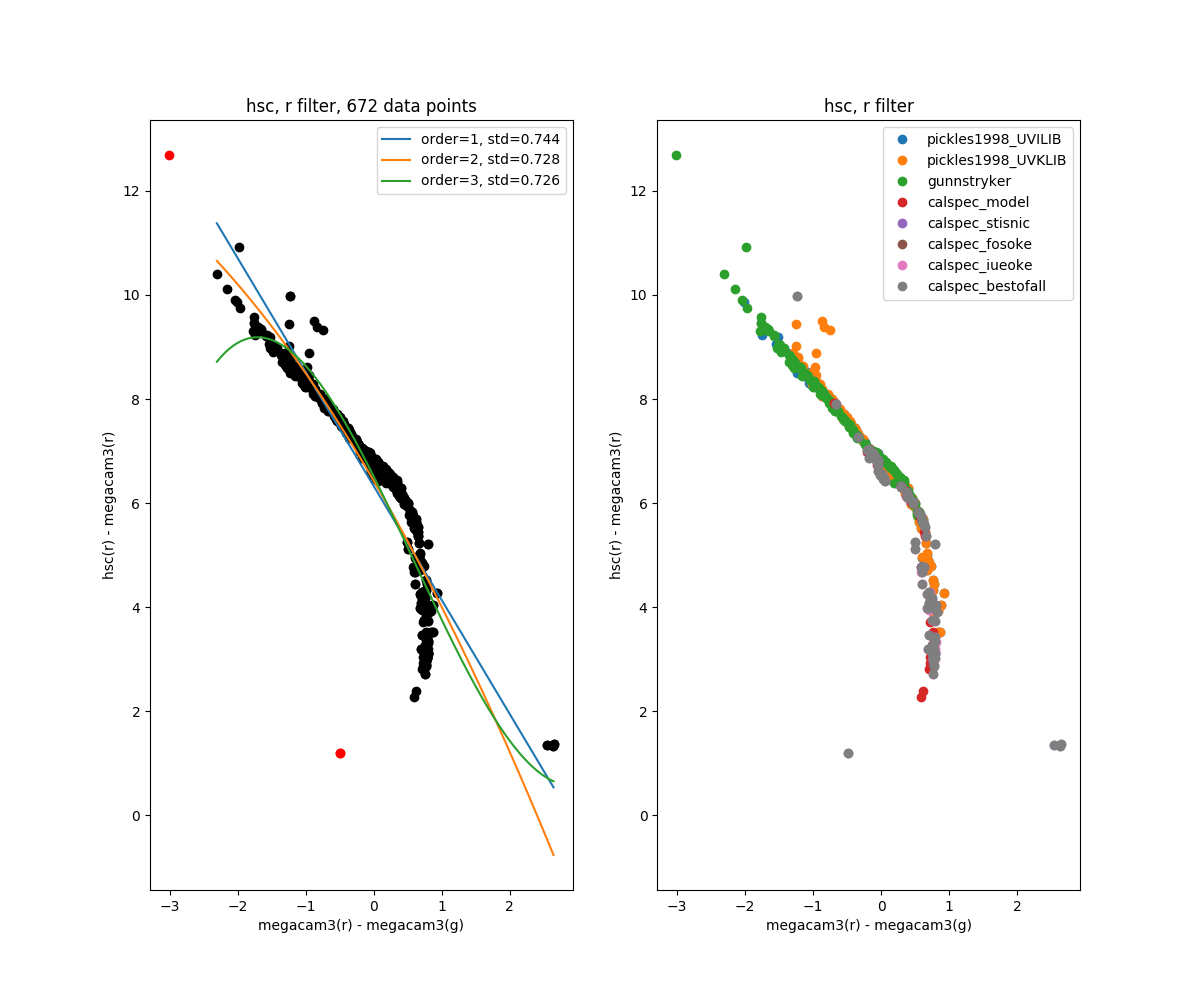 hsc, r filter, 672 data points
order=1, std=0.744
order=2, std=0.728
order=3, std=0.726
hsc(r) - megacam3(r)
12
10
8
6
4
2
0
−3
−2
−1
0
1
2
megacam3(r) - megacam3(g)
hsc, r filter
pickles1998_UVILIB
pickles1998_UVKLIB
gunnstryker
calspec_model
calspec_stisnic
calspec_fosoke
calspec_iueoke
calspec_bestofall
hsc(r) - megacam3(r)
12
10
8
6
4
2
0
−3
−2
−1
0
1
2
megacam3(r) - megacam3(g)